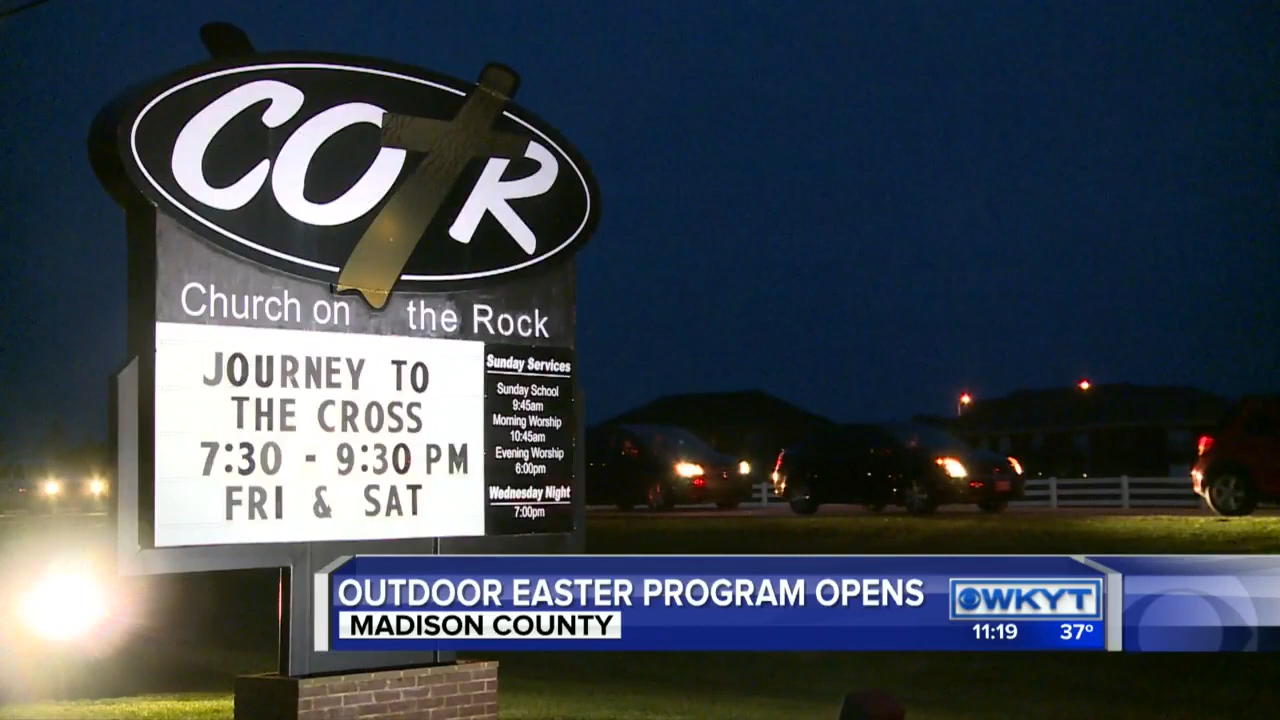 COTR
Church on the Rock
JOURNEY TO
THE CROSS
7:30 - 9:30 PM
FRI & SAT
Sunday Services
Sunday School
9:45am
Morning Worship
10:45am
Evening Worship
6:00pm
Wednesday Night
7:00pm
OUTDOOR EASTER PROGRAM OPENS
MADISON COUNTY
WKYT
11:19 37°